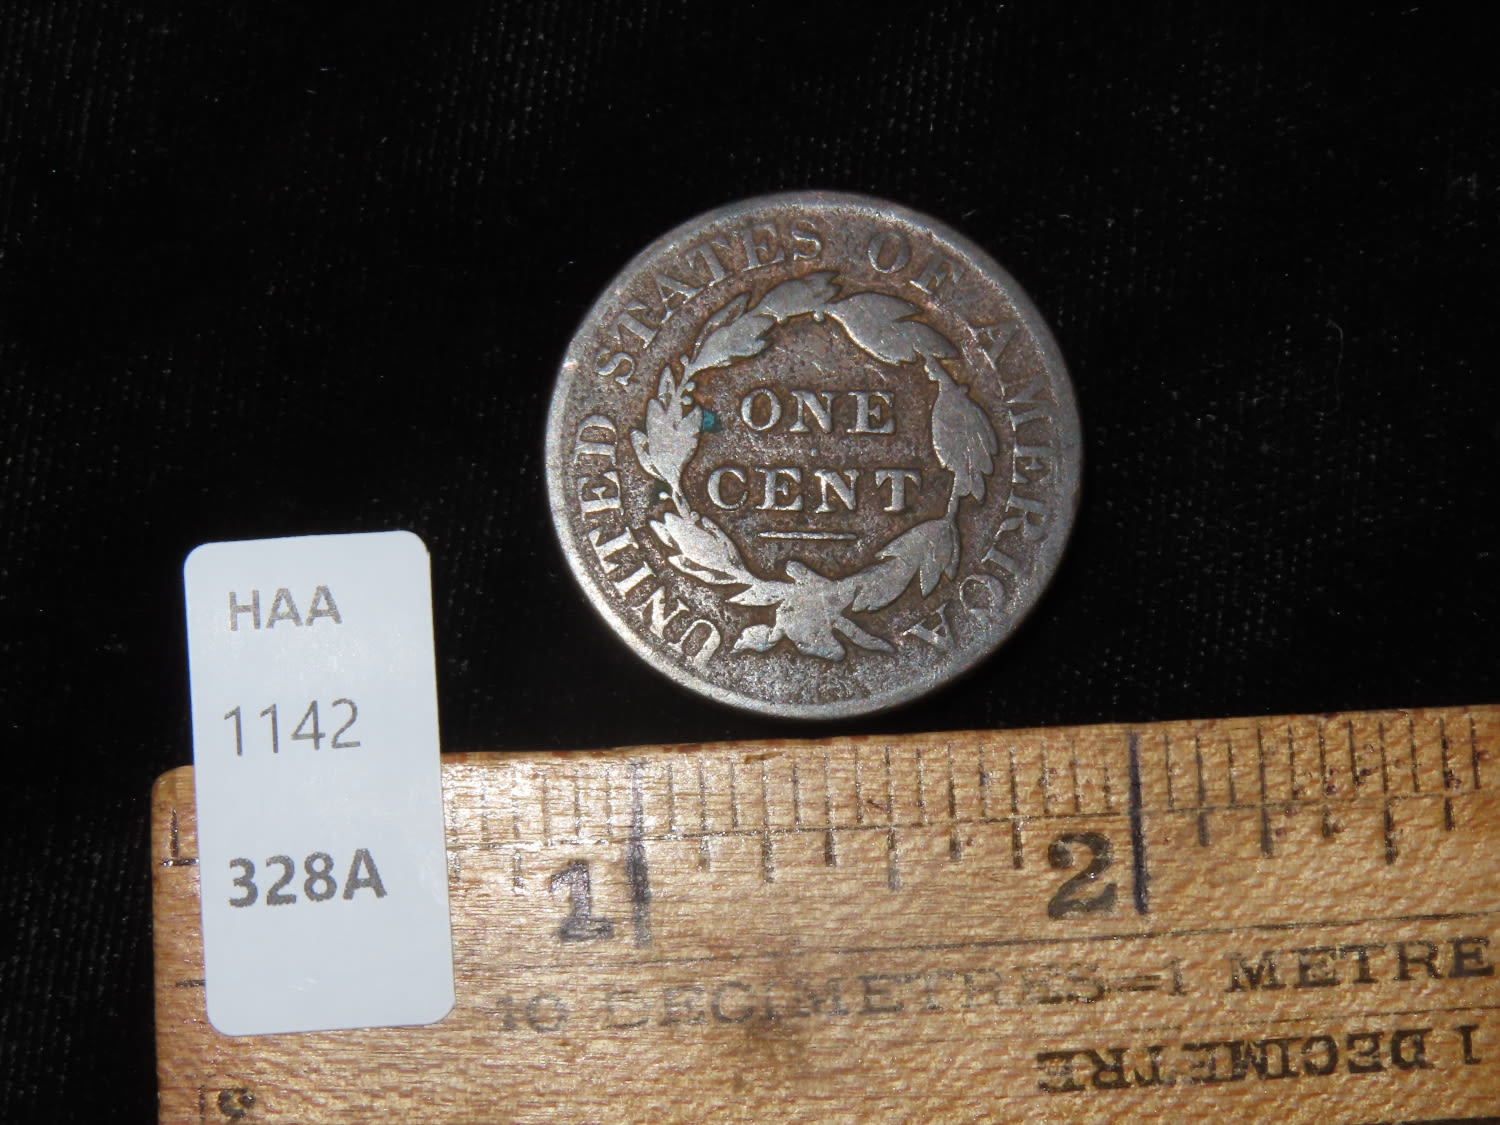 UNITED STATES OF AMERICA
ONE
CENT
HAA
1142
328A
1 2
10 DECIMETRES=1 METRE
1 DECIMETRE